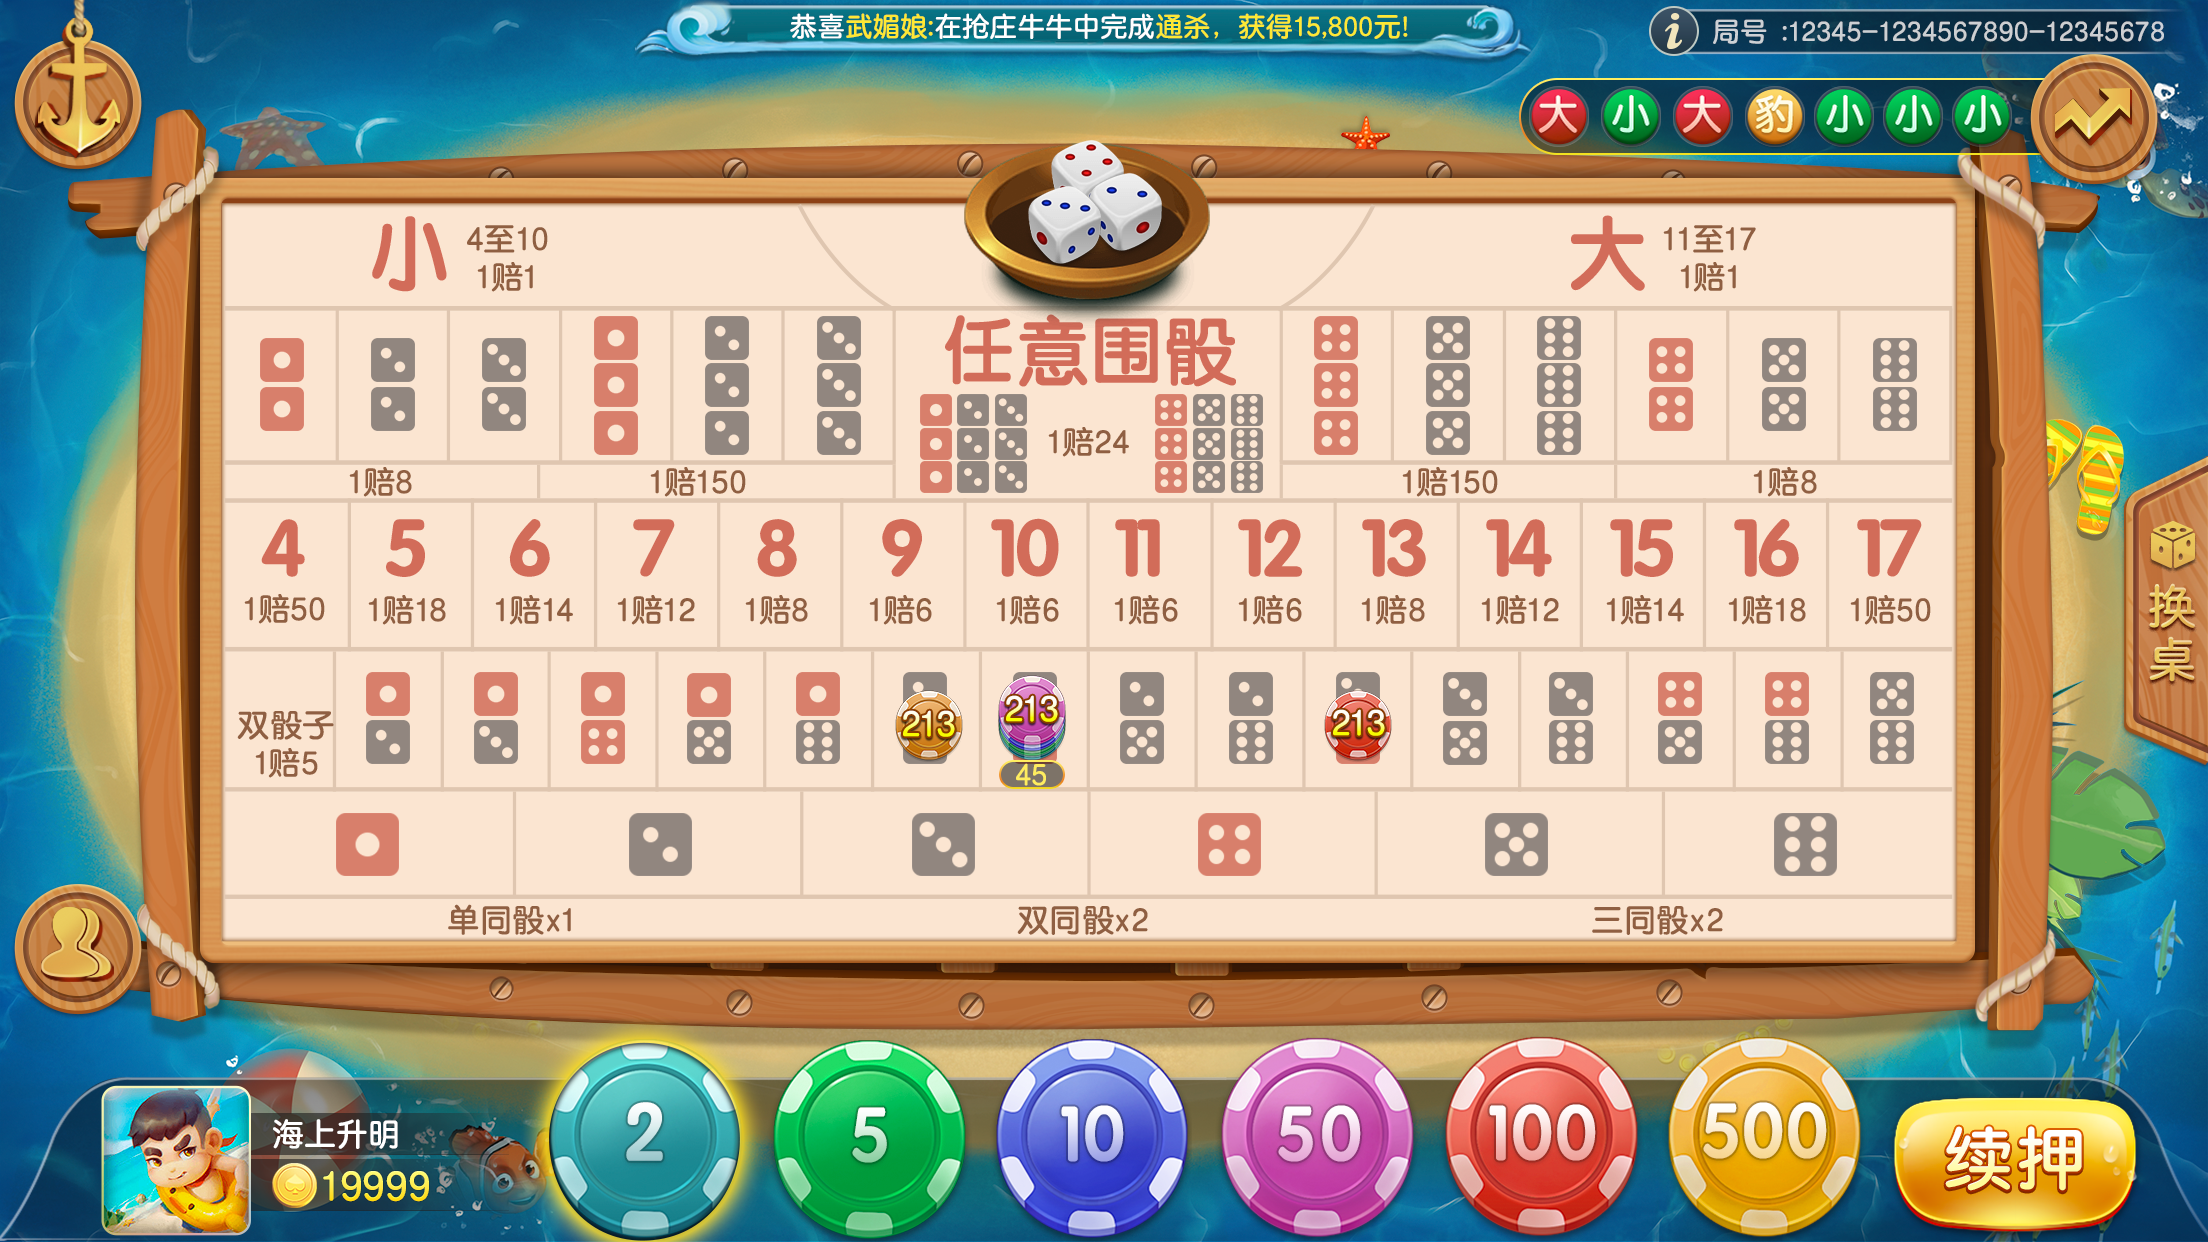 恭喜武媚娘:在抢庄牛牛中完成通杀，获得15,800元!
局号 :12345-1234567890-12345678
大 小 大 豹 小 小 小
小 4至10 1赔1
大 11至17 1赔1
任意围骰
1赔24
1赔8 1赔150 1赔150 1赔8
4 5 6 7 8 9 10 11 12 13 14 15 16 17
1赔50 1赔18 1赔14 1赔12 1赔8 1赔6 1赔6 1赔6 1赔6 1赔8 1赔12 1赔14 1赔18 1赔50
换桌
双骰子
1赔5
213 213 213
45
单同骰x1 双同骰x2 三同骰x2
海上升明
19999
2 5 10 50 100 500
续押